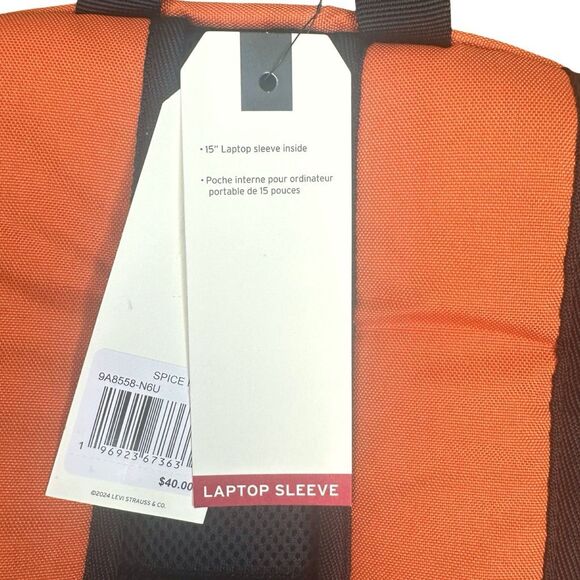 • 15” Laptop sleeve inside
• Poche interne pour ordinateur
portable de 15 pouces
LAPTOP SLEEVE
SPICE
9A8558-N6U
1 96923 67363
$40.00
©2024 LEVI STRAUSS & CO.